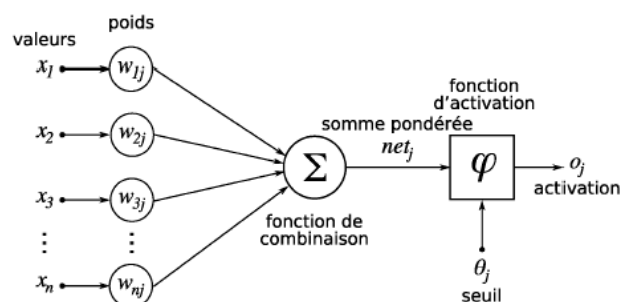 poids
valeurs
x₁ w₁ⱼ
x₂ w₂ⱼ
x₃ w₃ⱼ
⋮ ⋮
xₙ wₙⱼ
Σ
fonction de
combinaison
somme pondérée
netⱼ
fonction
d'activation
φ
oⱼ
activation
θⱼ
seuil